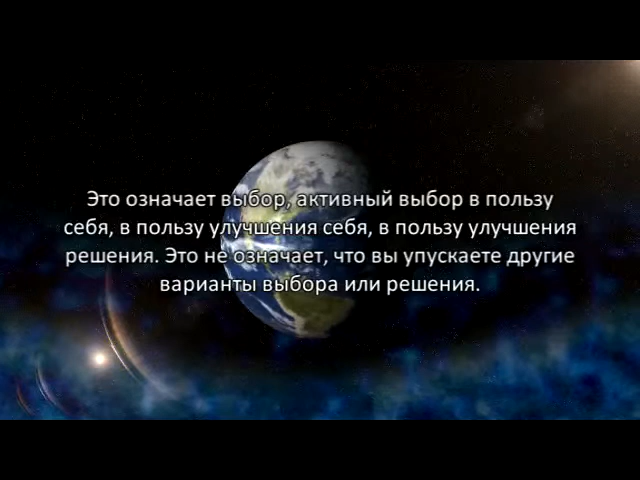 Это означает выбор, активный выбор в пользу
себя, в пользу улучшения себя, в пользу улучшения
решения. Это не означает, что вы упускаете другие
варианты выбора или решения.